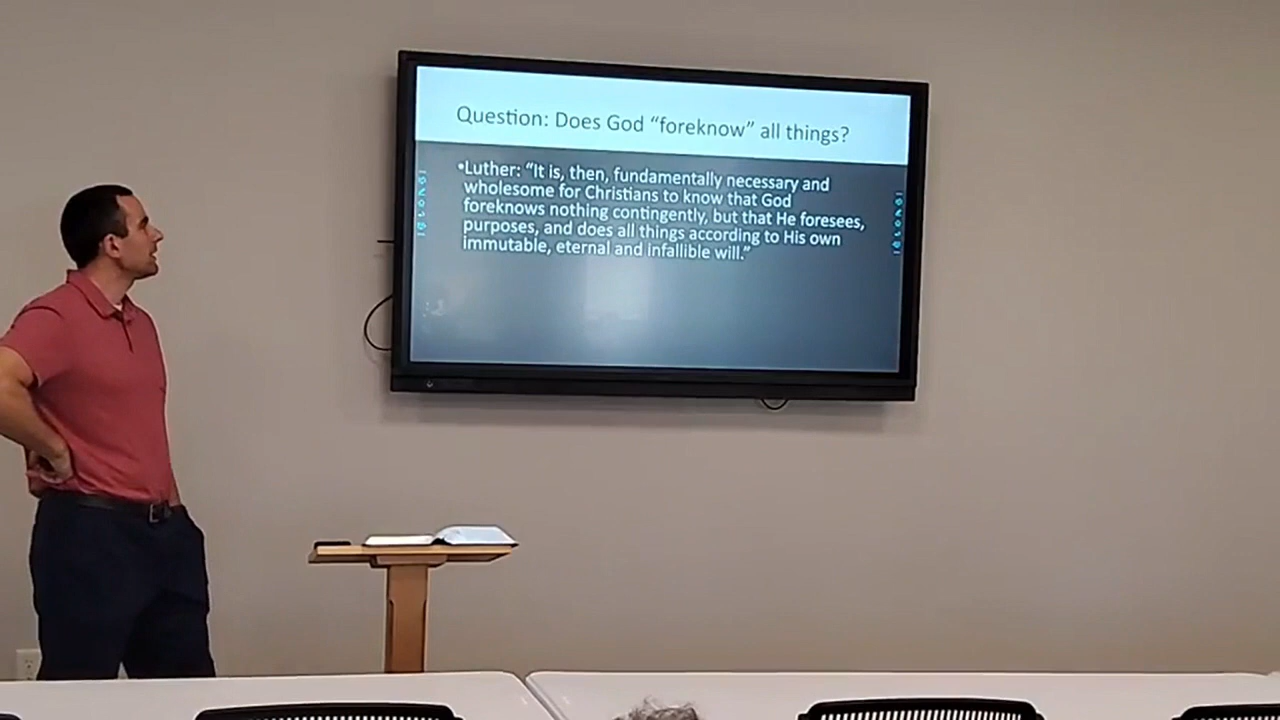 Question: Does God “foreknow” all things?
•Luther: “It is, then, fundamentally necessary and
wholesome for Christians to know that God
foreknows nothing contingently, but that He foresees,
purposes, and does all things according to His own
immutable, eternal and infallible will.”